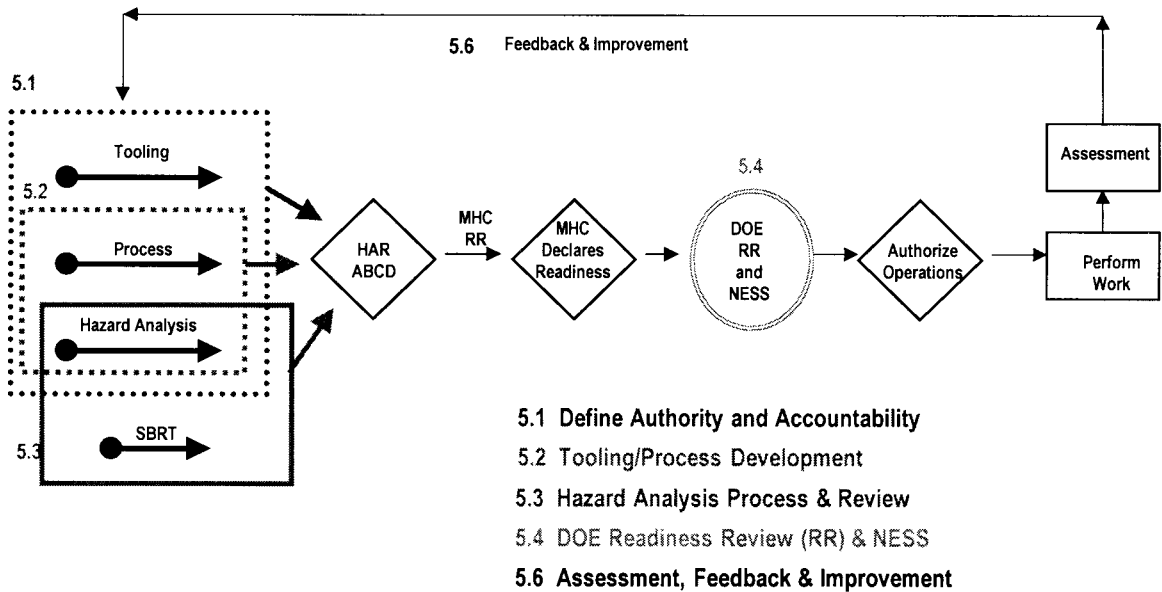 5.6 Feedback & Improvement
5.1
Tooling
5.2
Process
Hazard Analysis
SBRT
5.3
HAR
ABCD
MHC
RR
MHC
Declares
Readiness
5.4
DOE
RR
and
NESS
Authorize
Operations
Assessment
Perform
Work
5.1 Define Authority and Accountability
5.2 Tooling/Process Development
5.3 Hazard Analysis Process & Review
5.4 DOE Readiness Review (RR) & NESS
5.6 Assessment, Feedback & Improvement